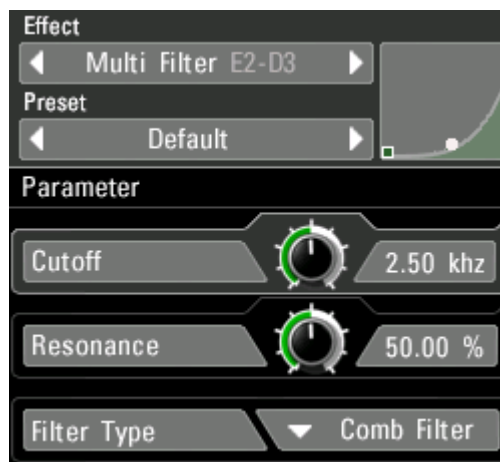 Effect
Multi Filter E2-D3
Preset
Default
Parameter
Cutoff 2.50 khz
Resonance 50.00 %
Filter Type Comb Filter